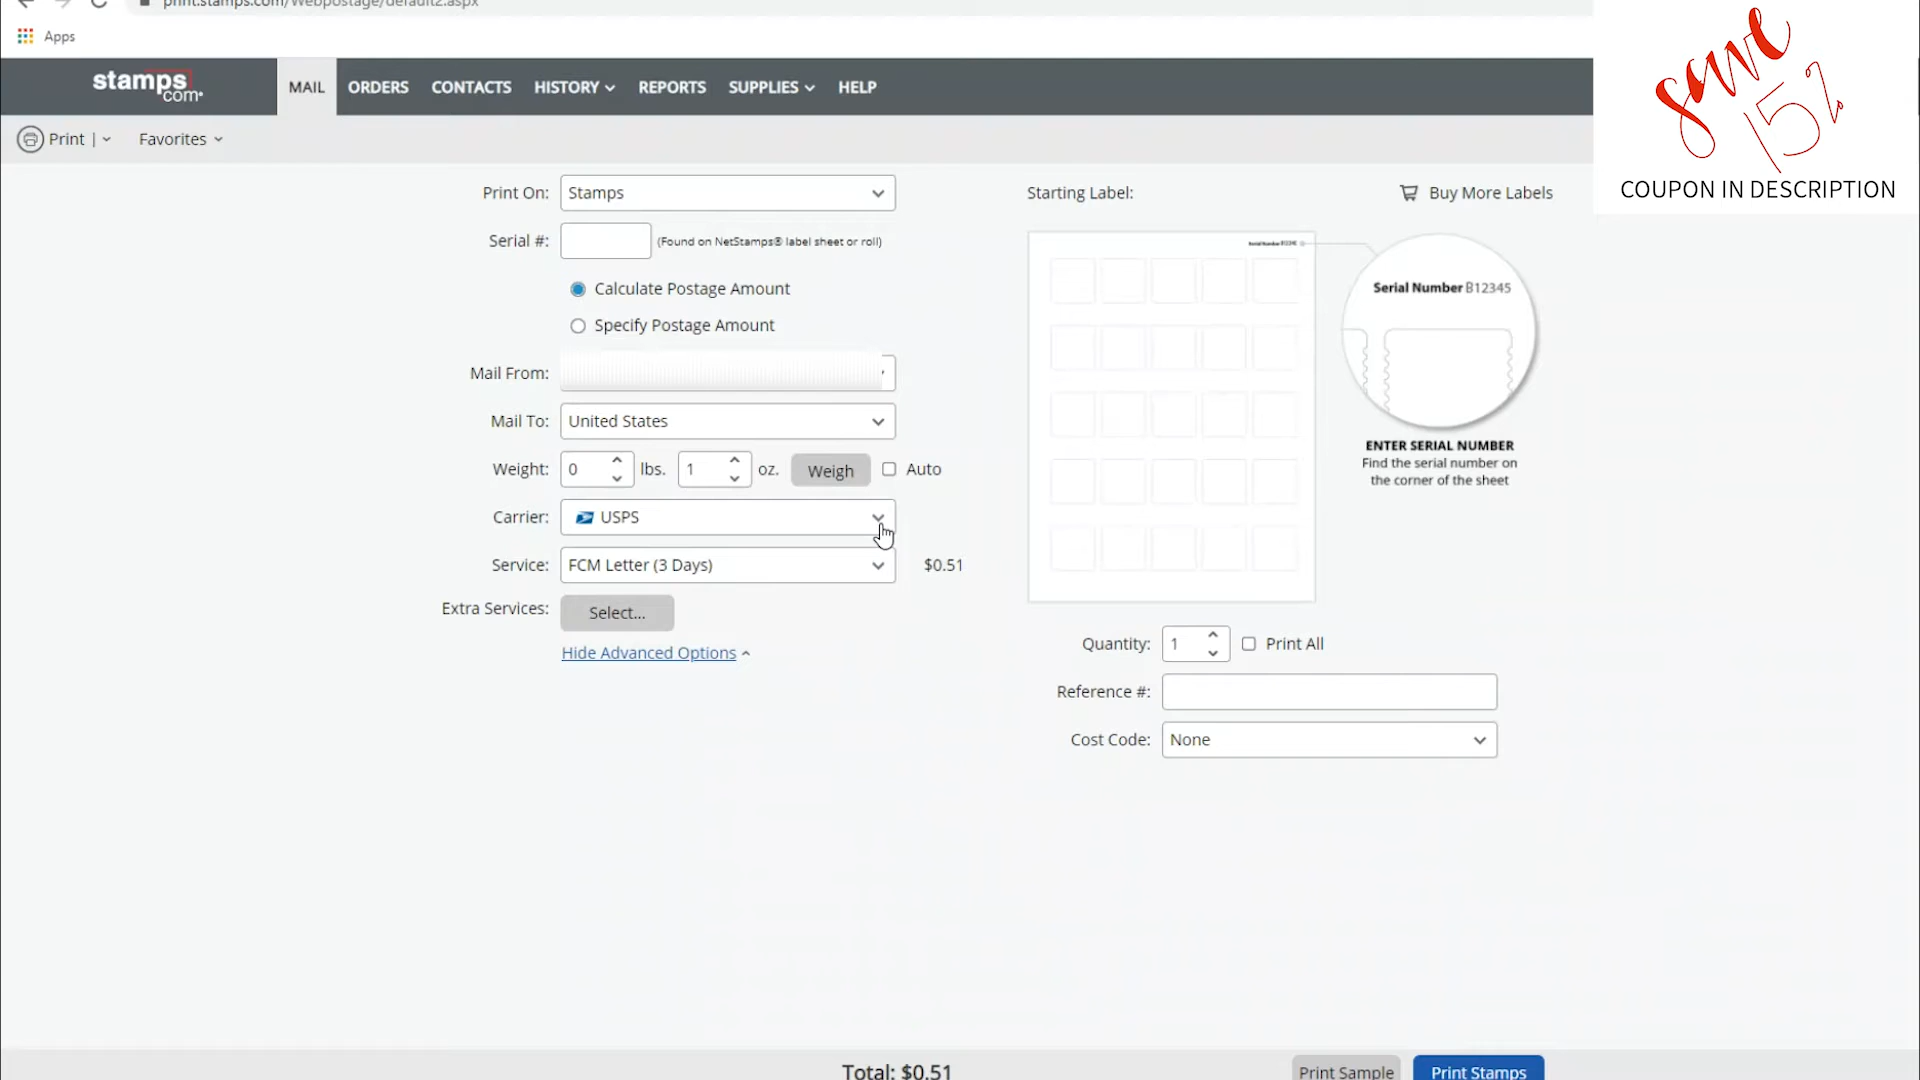 print.stamps.com/Webpostage/default2.aspx
Apps
stamps.com
MAIL
ORDERS
CONTACTS
HISTORY
REPORTS
SUPPLIES
HELP
save
15%
COUPON IN DESCRIPTION
Print |
Favorites
Print On: Stamps
Serial #: (Found on NetStamps® label sheet or roll)
Calculate Postage Amount
Specify Postage Amount
Mail From:
Mail To: United States
Weight: 0 lbs. 1 oz. Weigh Auto
Carrier: USPS
Service: FCM Letter (3 Days) $0.51
Extra Services: Select...
Hide Advanced Options
Starting Label:
Buy More Labels
Serial Number B12345
Serial Number B12345
ENTER SERIAL NUMBER
Find the serial number on
the corner of the sheet
Quantity: 1 Print All
Reference #:
Cost Code: None
Total: $0.51
Print Sample
Print Stamps